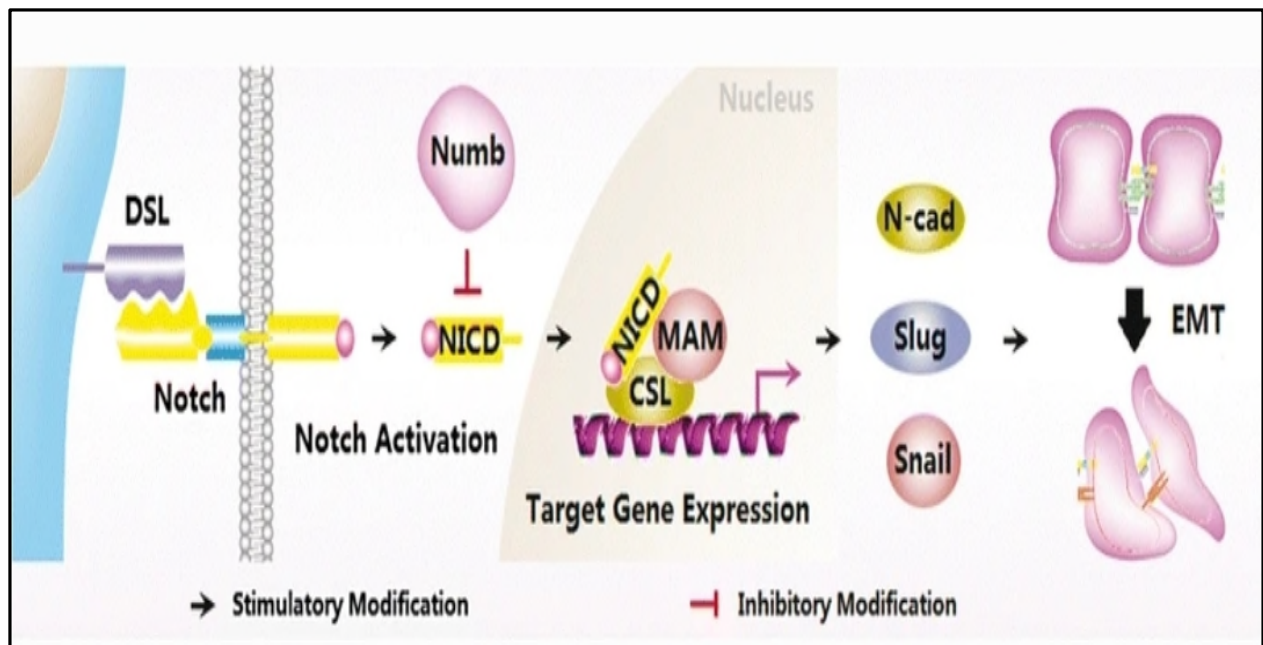 Nucleus
Numb
DSL
N-cad
NICD
MAM
NICD
Slug
EMT
CSL
Notch
Notch Activation
Snail
Target Gene Expression
Stimulatory Modification
Inhibitory Modification